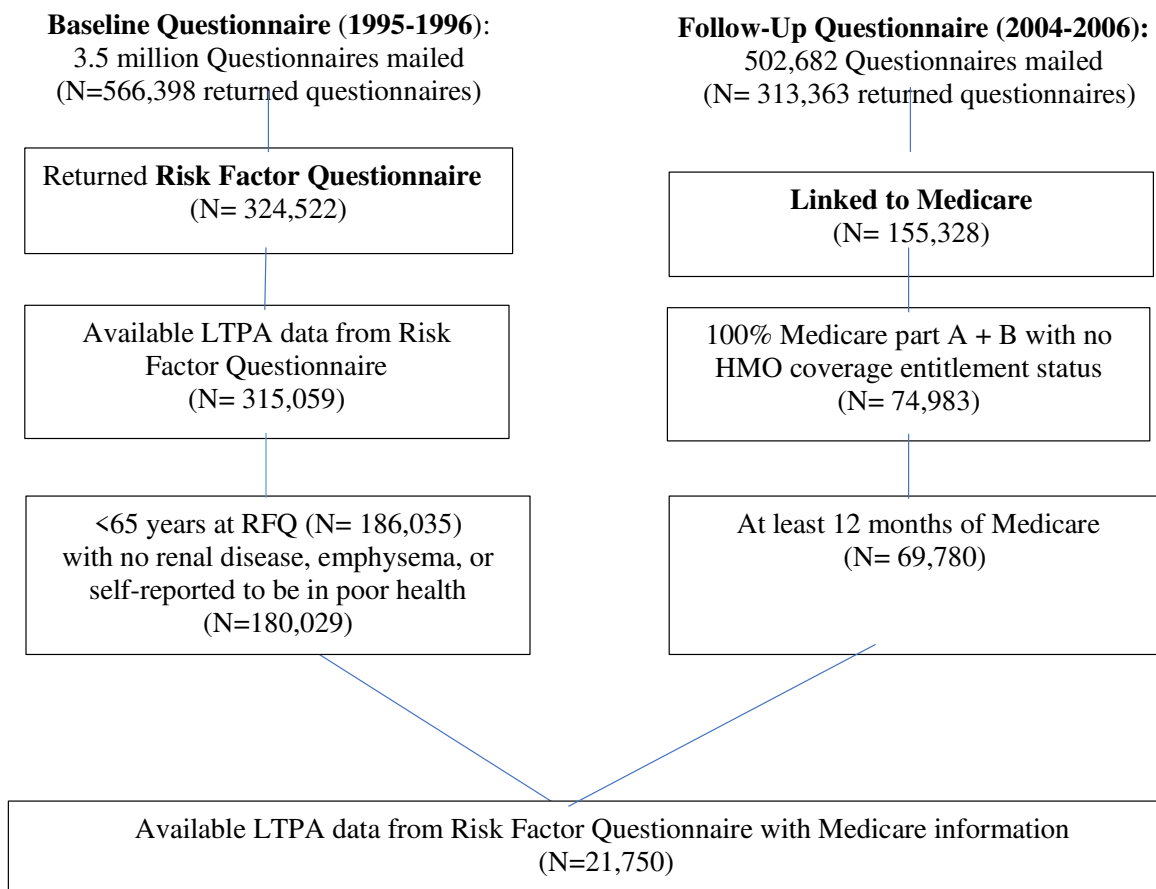 Baseline Questionnaire (1995-1996):
3.5 million Questionnaires mailed
(N=566,398 returned questionnaires)
Returned Risk Factor Questionnaire
(N= 324,522)
Available LTPA data from Risk
Factor Questionnaire
(N= 315,059)
<65 years at RFQ (N= 186,035)
with no renal disease, emphysema, or
self-reported to be in poor health
(N=180,029)
Follow-Up Questionnaire (2004-2006):
502,682 Questionnaires mailed
(N= 313,363 returned questionnaires)
Linked to Medicare
(N= 155,328)
100% Medicare part A + B with no
HMO coverage entitlement status
(N= 74,983)
At least 12 months of Medicare
(N= 69,780)
Available LTPA data from Risk Factor Questionnaire with Medicare information
(N=21,750)